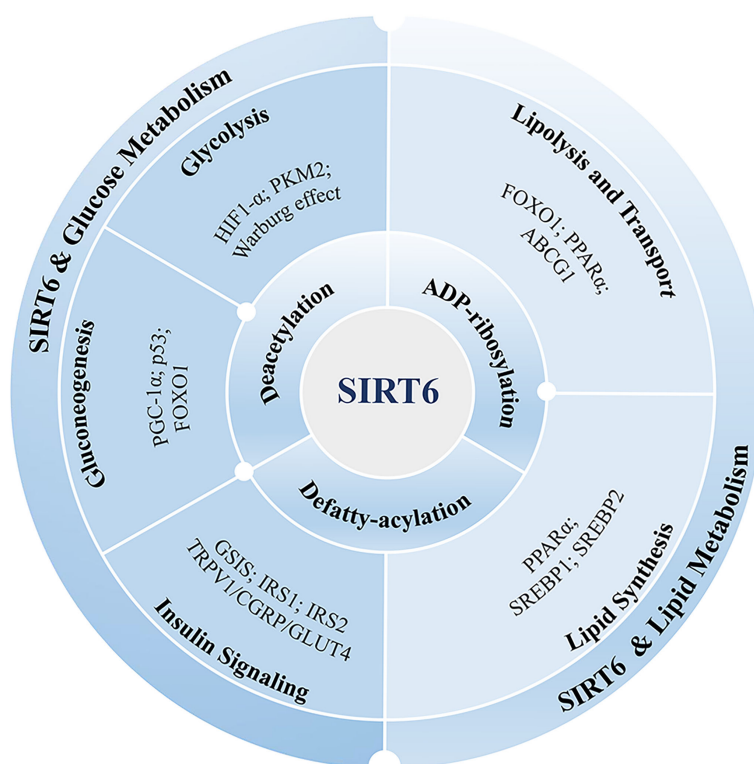 SIRT6 & Glucose Metabolism
Glycolysis
HIF1-α; PKM2;
Warburg effect
Gluconeogenesis
PGC-1α; p53;
FOXO1
Insulin Signaling
GSIS; IRS1; IRS2
TRPV1/CGRP/GLUT4
Lipolysis and Transport
FOXO1; PPARα;
ABCG1
Lipid Synthesis
PPARα;
SREBP1; SREBP2
SIRT6 & Lipid Metabolism
Deacetylation
ADP-ribosylation
Defatty-acylation
SIRT6